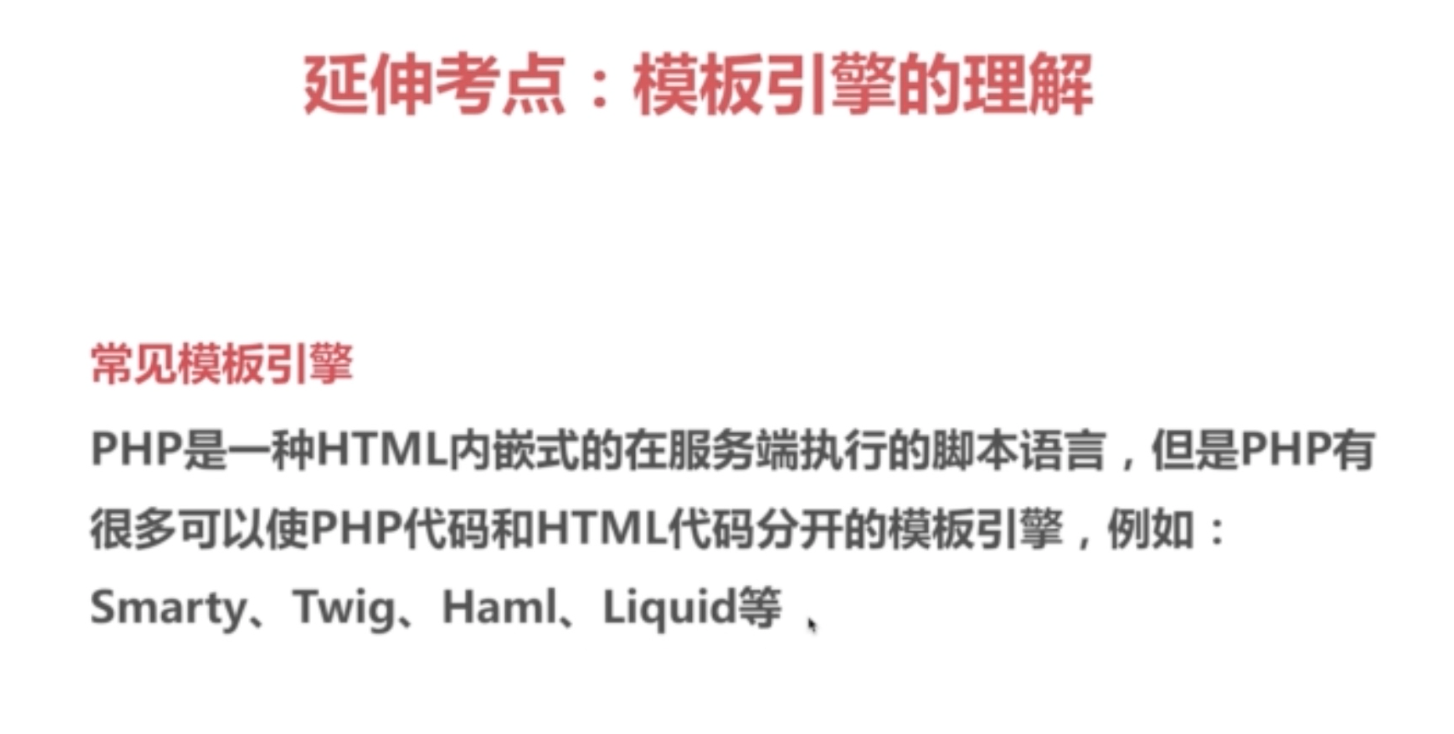 延伸考点：模板引擎的理解
常见模板引擎
PHP是一种HTML内嵌式的在服务端执行的脚本语言，但是PHP有
很多可以使PHP代码和HTML代码分开的模板引擎，例如：
Smarty、Twig、Haml、Liquid等